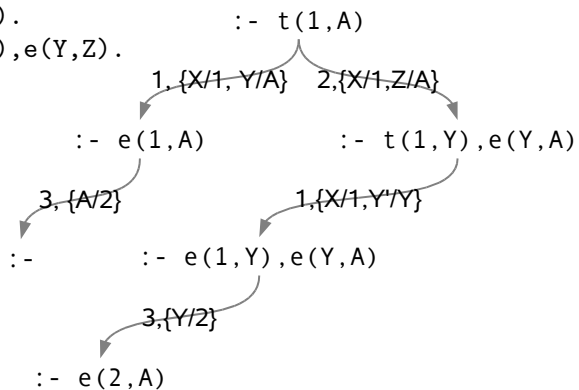 ).
),e(Y,Z).
:- t(1,A)
1, {X/1, Y/A} 2,{X/1,Z/A}
:- e(1,A) :- t(1,Y),e(Y,A)
3, {A/2} 1,{X/1,Y'/Y}
:- :- e(1,Y),e(Y,A)
3,{Y/2}
:- e(2,A)